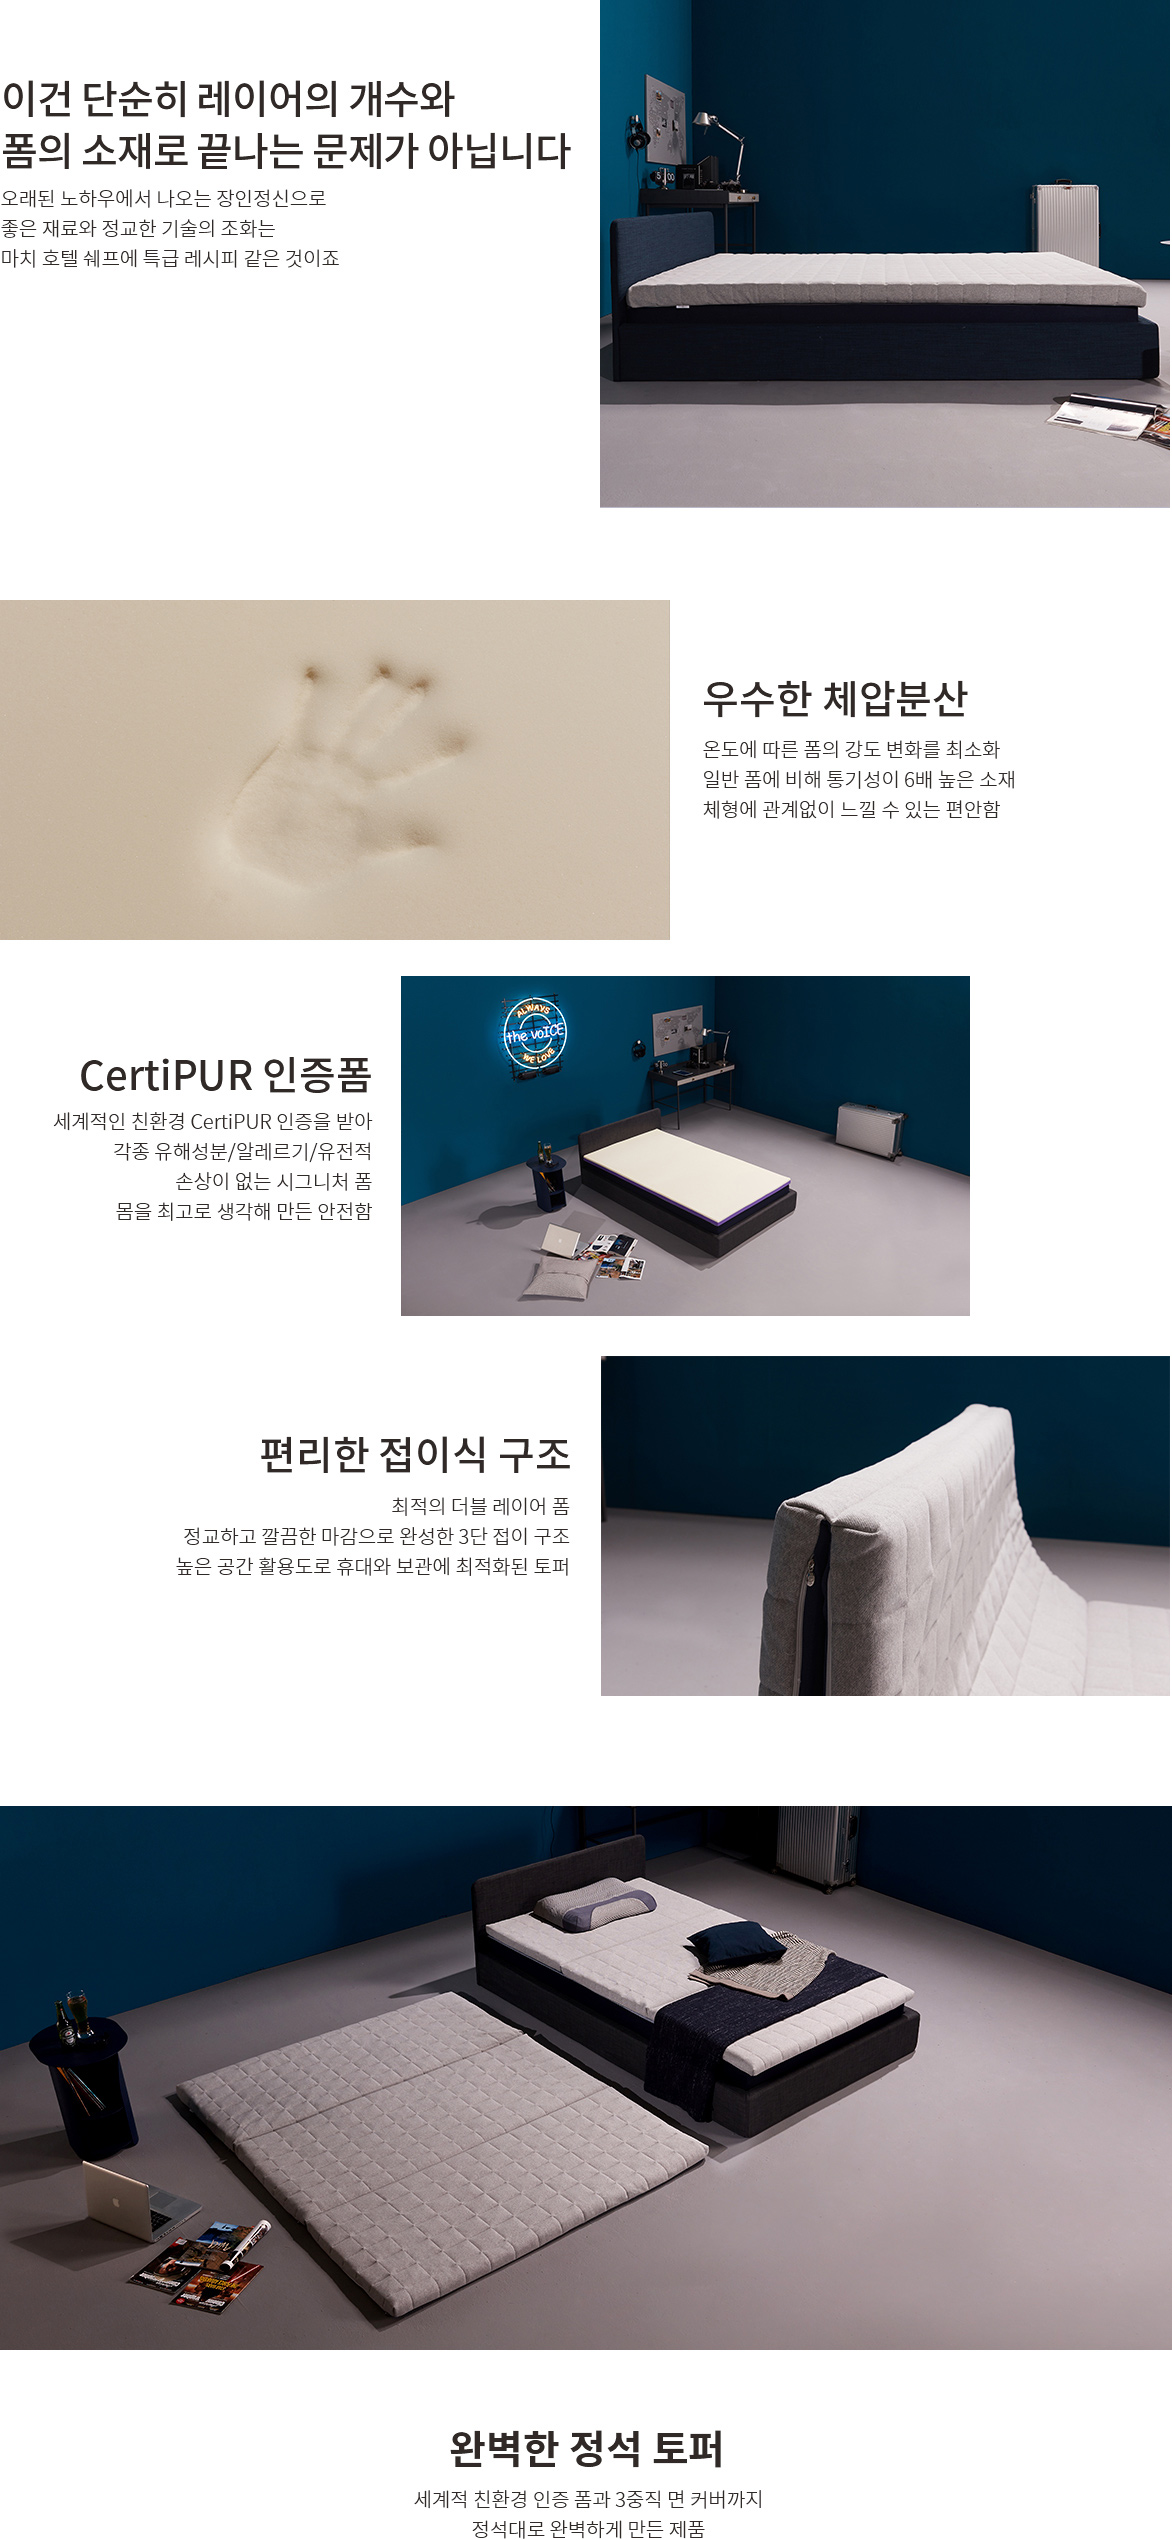 이건 단순히 레이어의 개수와
폼의 소재로 끝나는 문제가 아닙니다
오래된 노하우에서 나오는 장인정신으로
좋은 재료와 정교한 기술의 조화는
마치 호텔 쉐프에 특급 레시피 같은 것이죠
우수한 체압분산
온도에 따른 폼의 강도 변화를 최소화
일반 폼에 비해 통기성이 6배 높은 소재
체형에 관계없이 느낄 수 있는 편안함
ALWAYS
the voICE
WE LOVE
CertiPUR 인증폼
세계적인 친환경 CertiPUR 인증을 받아
각종 유해성분/알레르기/유전적
손상이 없는 시그니처 폼
몸을 최고로 생각해 만든 안전함
편리한 접이식 구조
최적의 더블 레이어 폼
정교하고 깔끔한 마감으로 완성한 3단 접이 구조
높은 공간 활용도로 휴대와 보관에 최적화된 토퍼
완벽한 정석 토퍼
세계적 친환경 인증 폼과 3중직 면 커버까지
정석대로 완벽하게 만든 제품